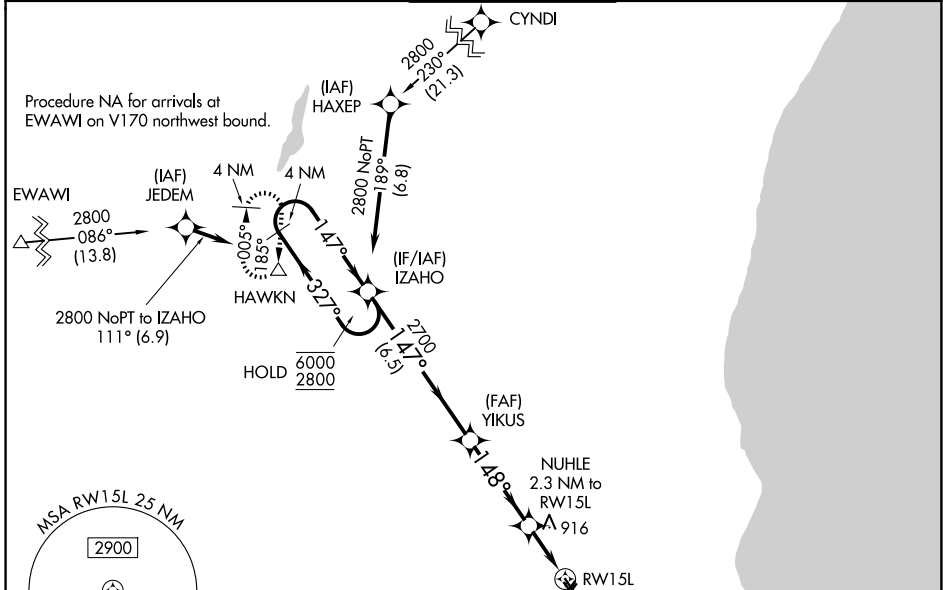 CYNDI
2800
230°
(21.3)
(IAF)
HAXEP
Procedure NA for arrivals at
EWAWI on V170 northwest bound.
2800 NoPT
189°
(6.8)
4 NM
4 NM
(IAF)
JEDEM
EWAWI
2800
086°
(13.8)
005°
185°
147°
(IF/IAF)
IZAHO
HAWKN
327°
2800 NoPT to IZAHO
111° (6.9)
HOLD
6000
2800
2700
147°
(6.5)
(FAF)
YIKUS
148°
NUHLE
2.3 NM to
RW15L
916
MSA RW15L 25 NM
2900
RW15L